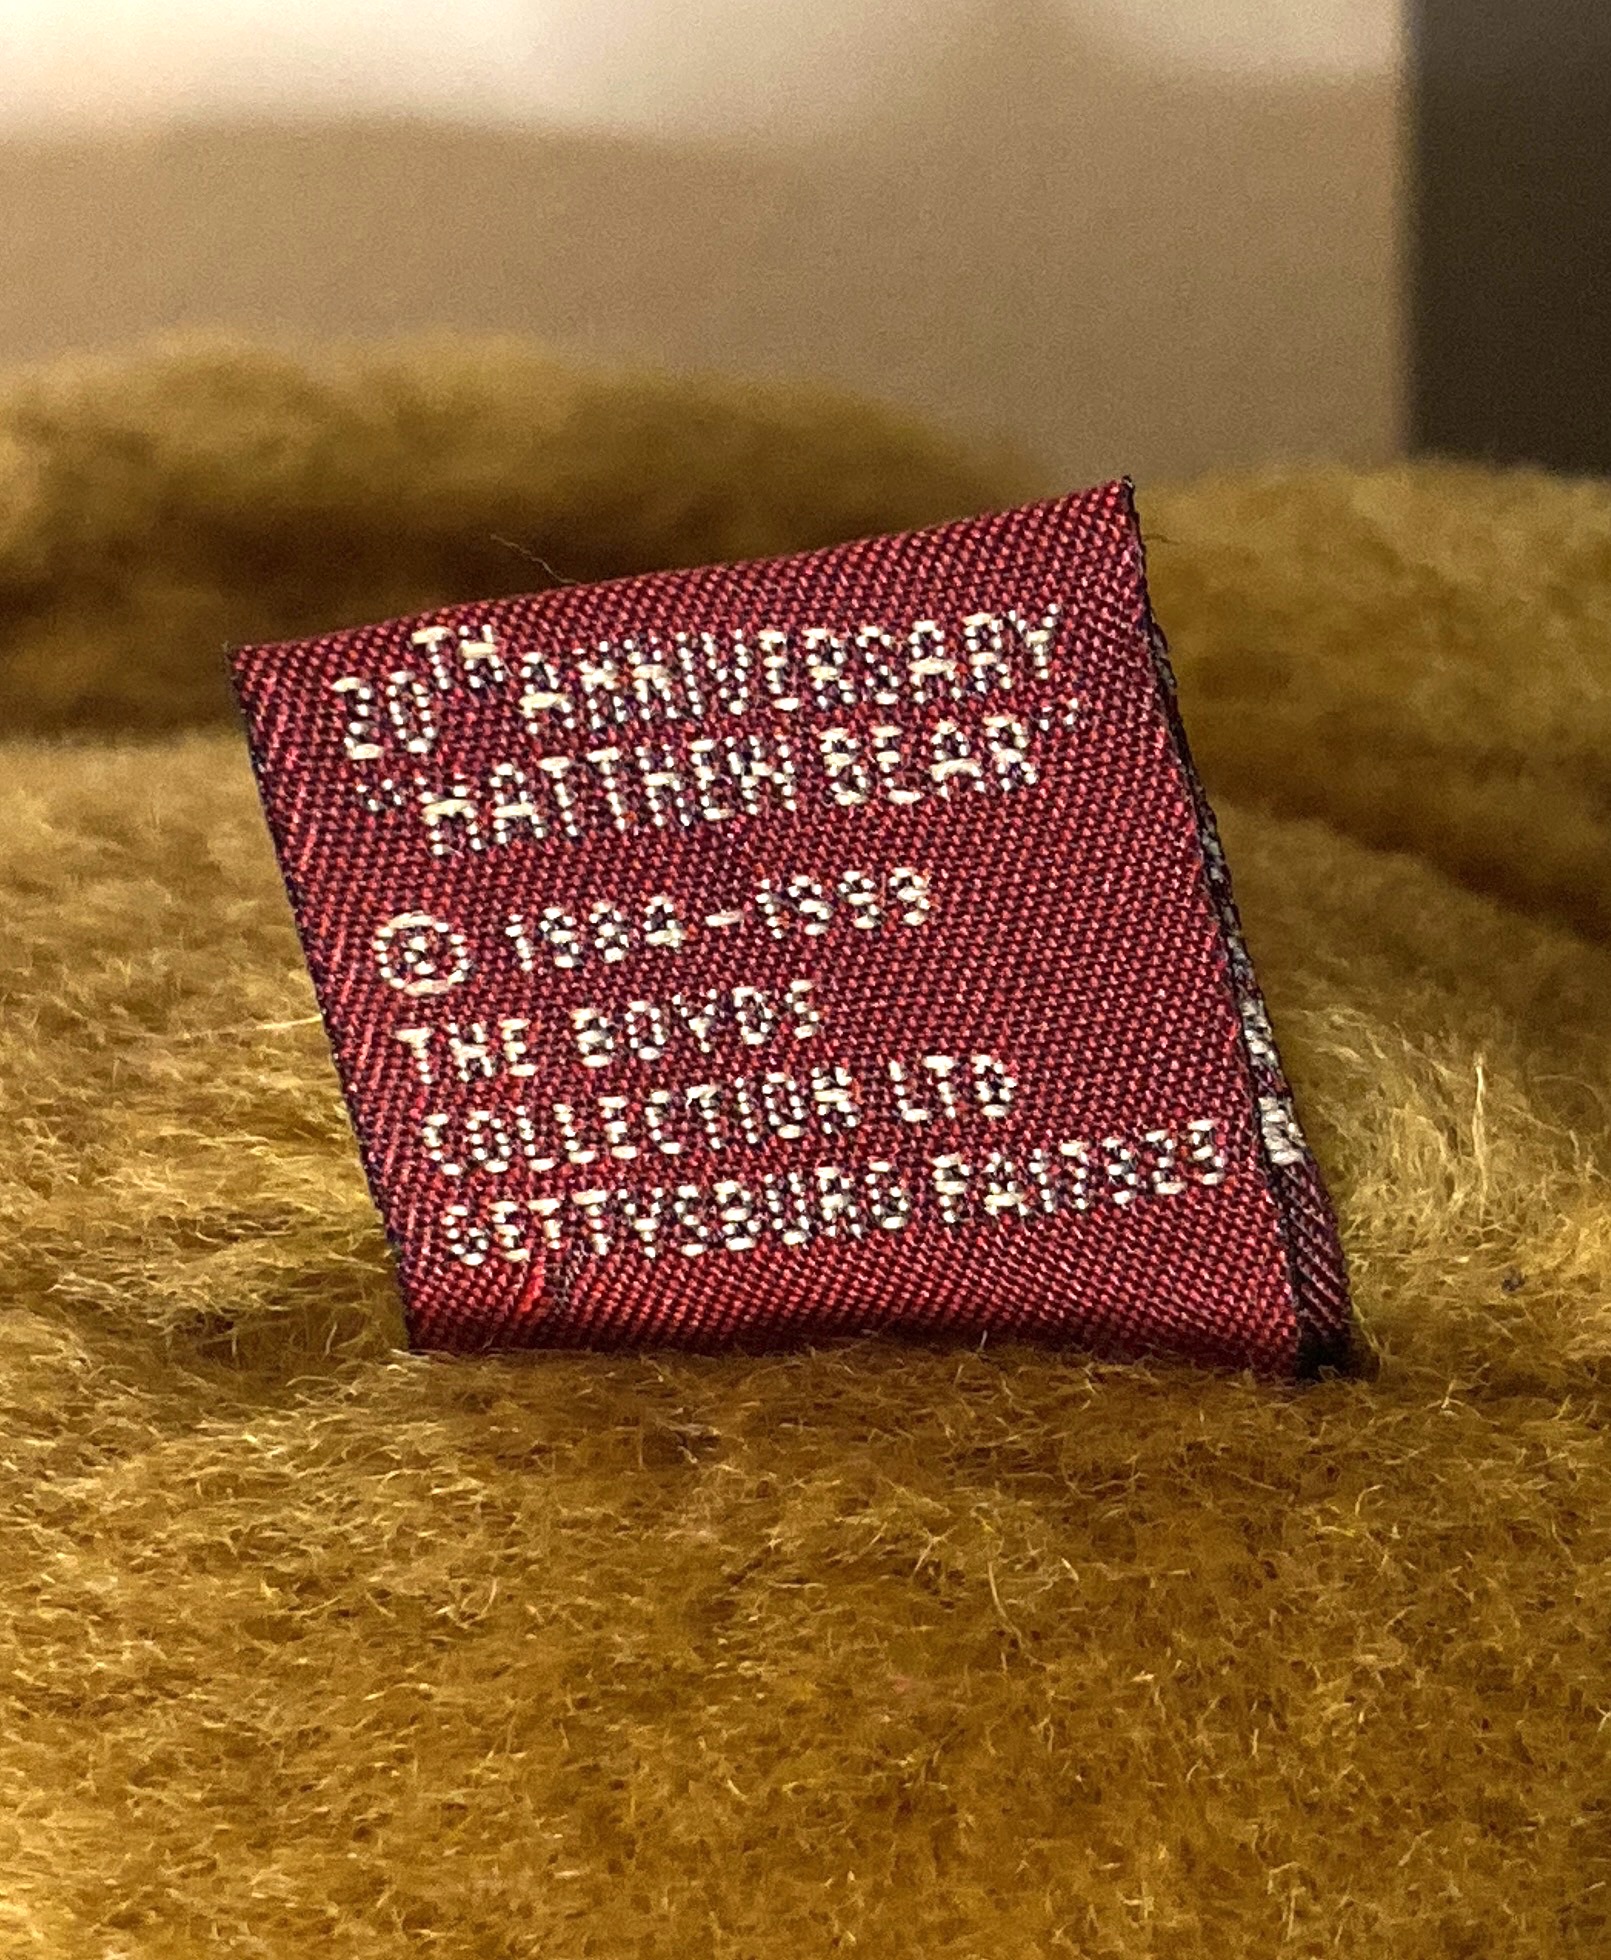 20TH ANNIVERSARY
"MATTHEW BEAR"
© 1984-1999
THE BOYDS
COLLECTION LTD
GETTYSBURG PA17325